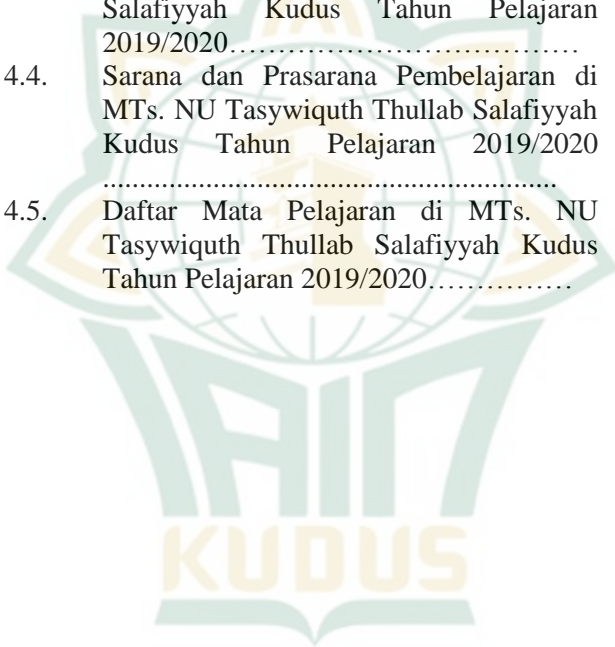 Salafiyyah Kudus Tahun Pelajaran
2019/2020………………………………
4.4. Sarana dan Prasarana Pembelajaran di
MTs. NU Tasywiquth Thullab Salafiyyah
Kudus Tahun Pelajaran 2019/2020
..............................................................
4.5. Daftar Mata Pelajaran di MTs. NU
Tasywiquth Thullab Salafiyyah Kudus
Tahun Pelajaran 2019/2020……………
IAIN
KUDUS